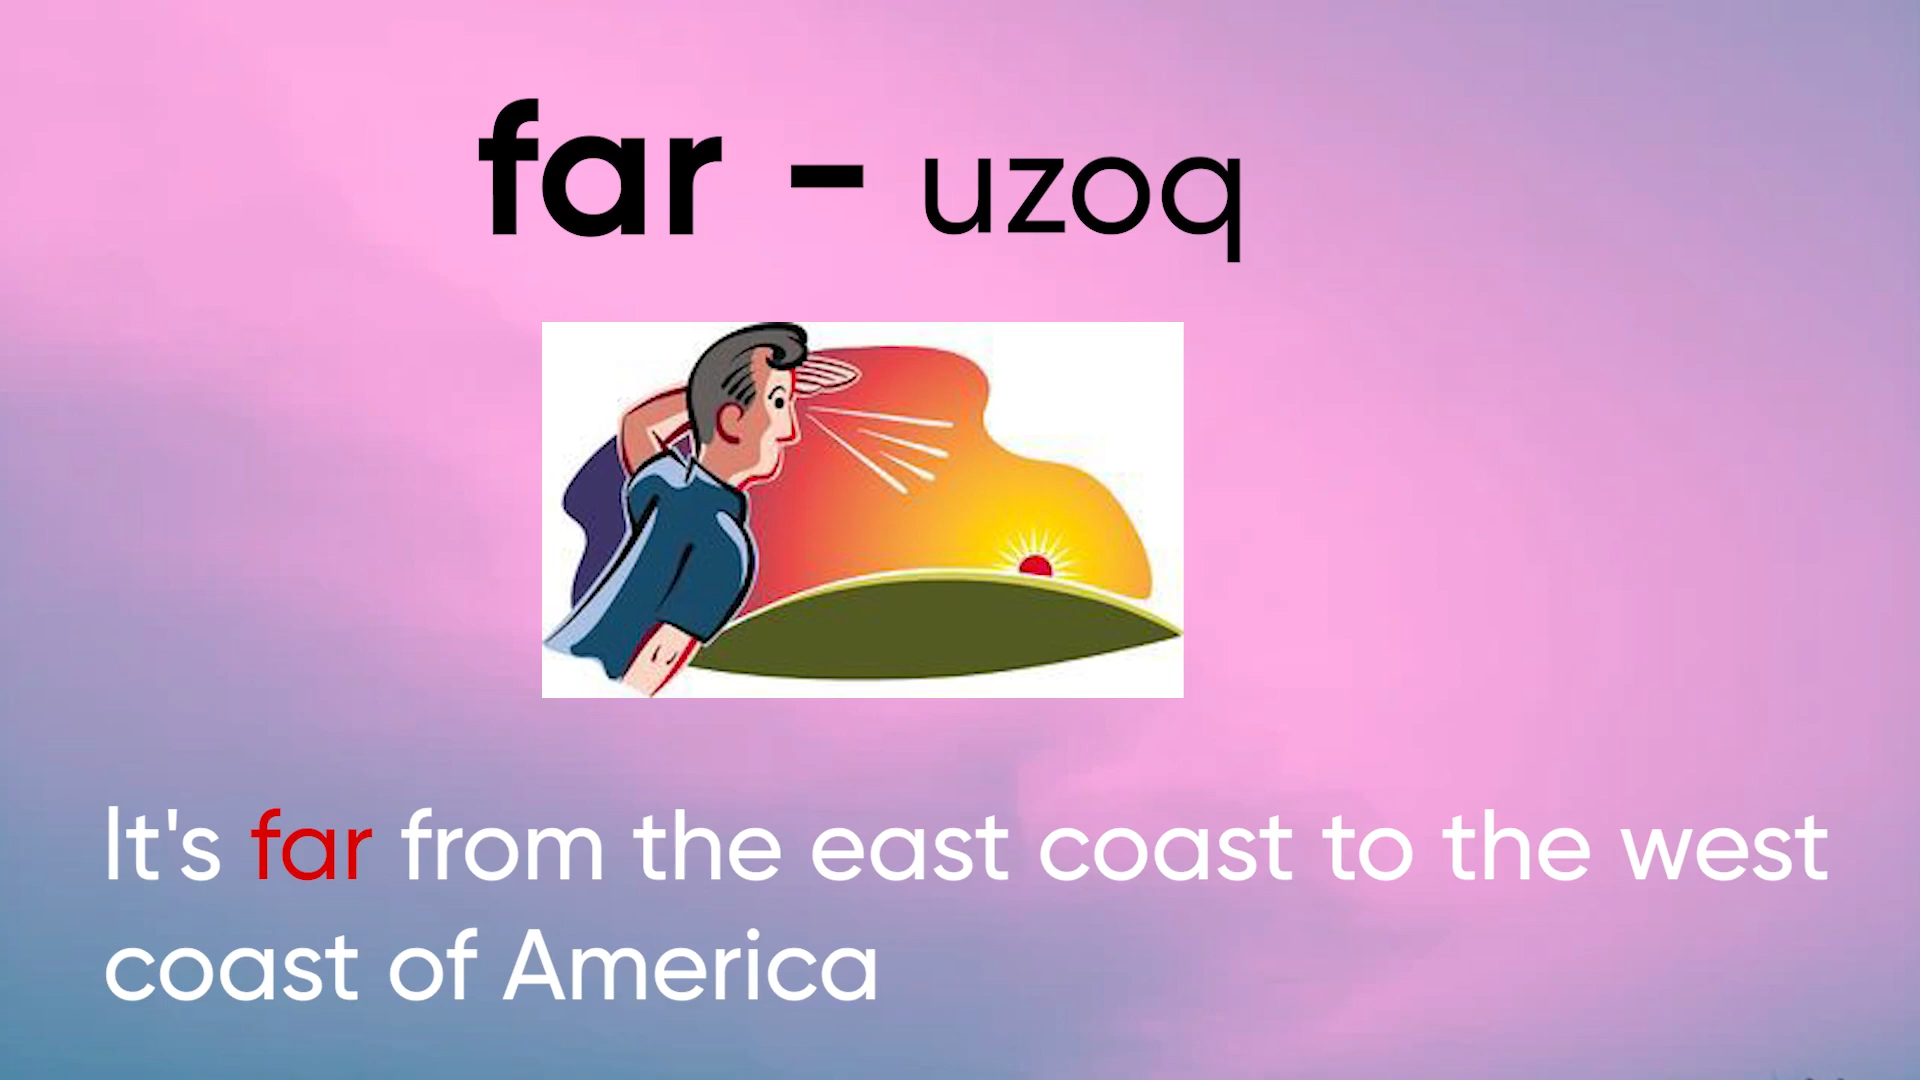 far - uzoq
It's far from the east coast to the west
coast of America